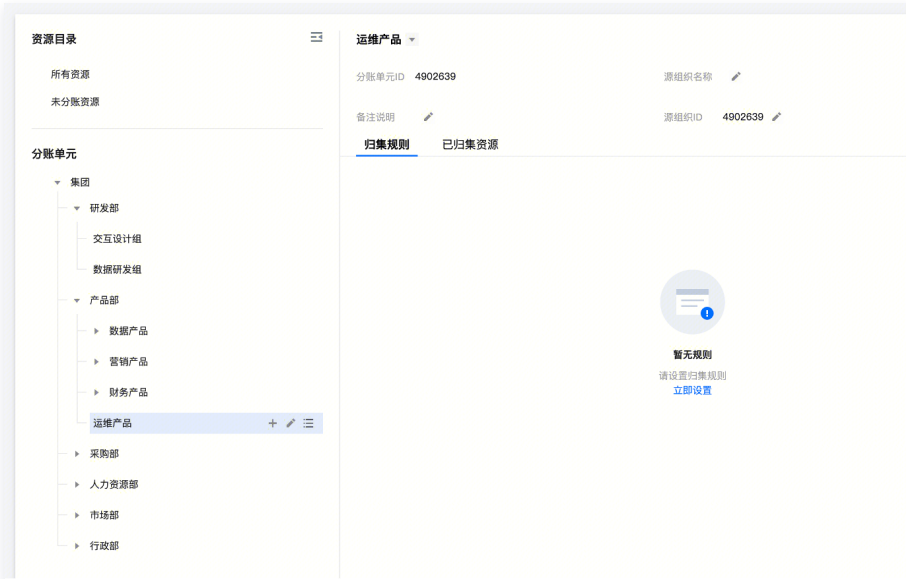 资源目录
所有资源
未分账资源
分账单元
集团
研发部
交互设计组
数据研发组
产品部
数据产品
营销产品
财务产品
运维产品
采购部
人力资源部
市场部
行政部
运维产品
分账单元ID 4902639
源组织名称
备注说明
源组织ID 4902639
归集规则 已归集资源
暂无规则
请设置归集规则
立即设置